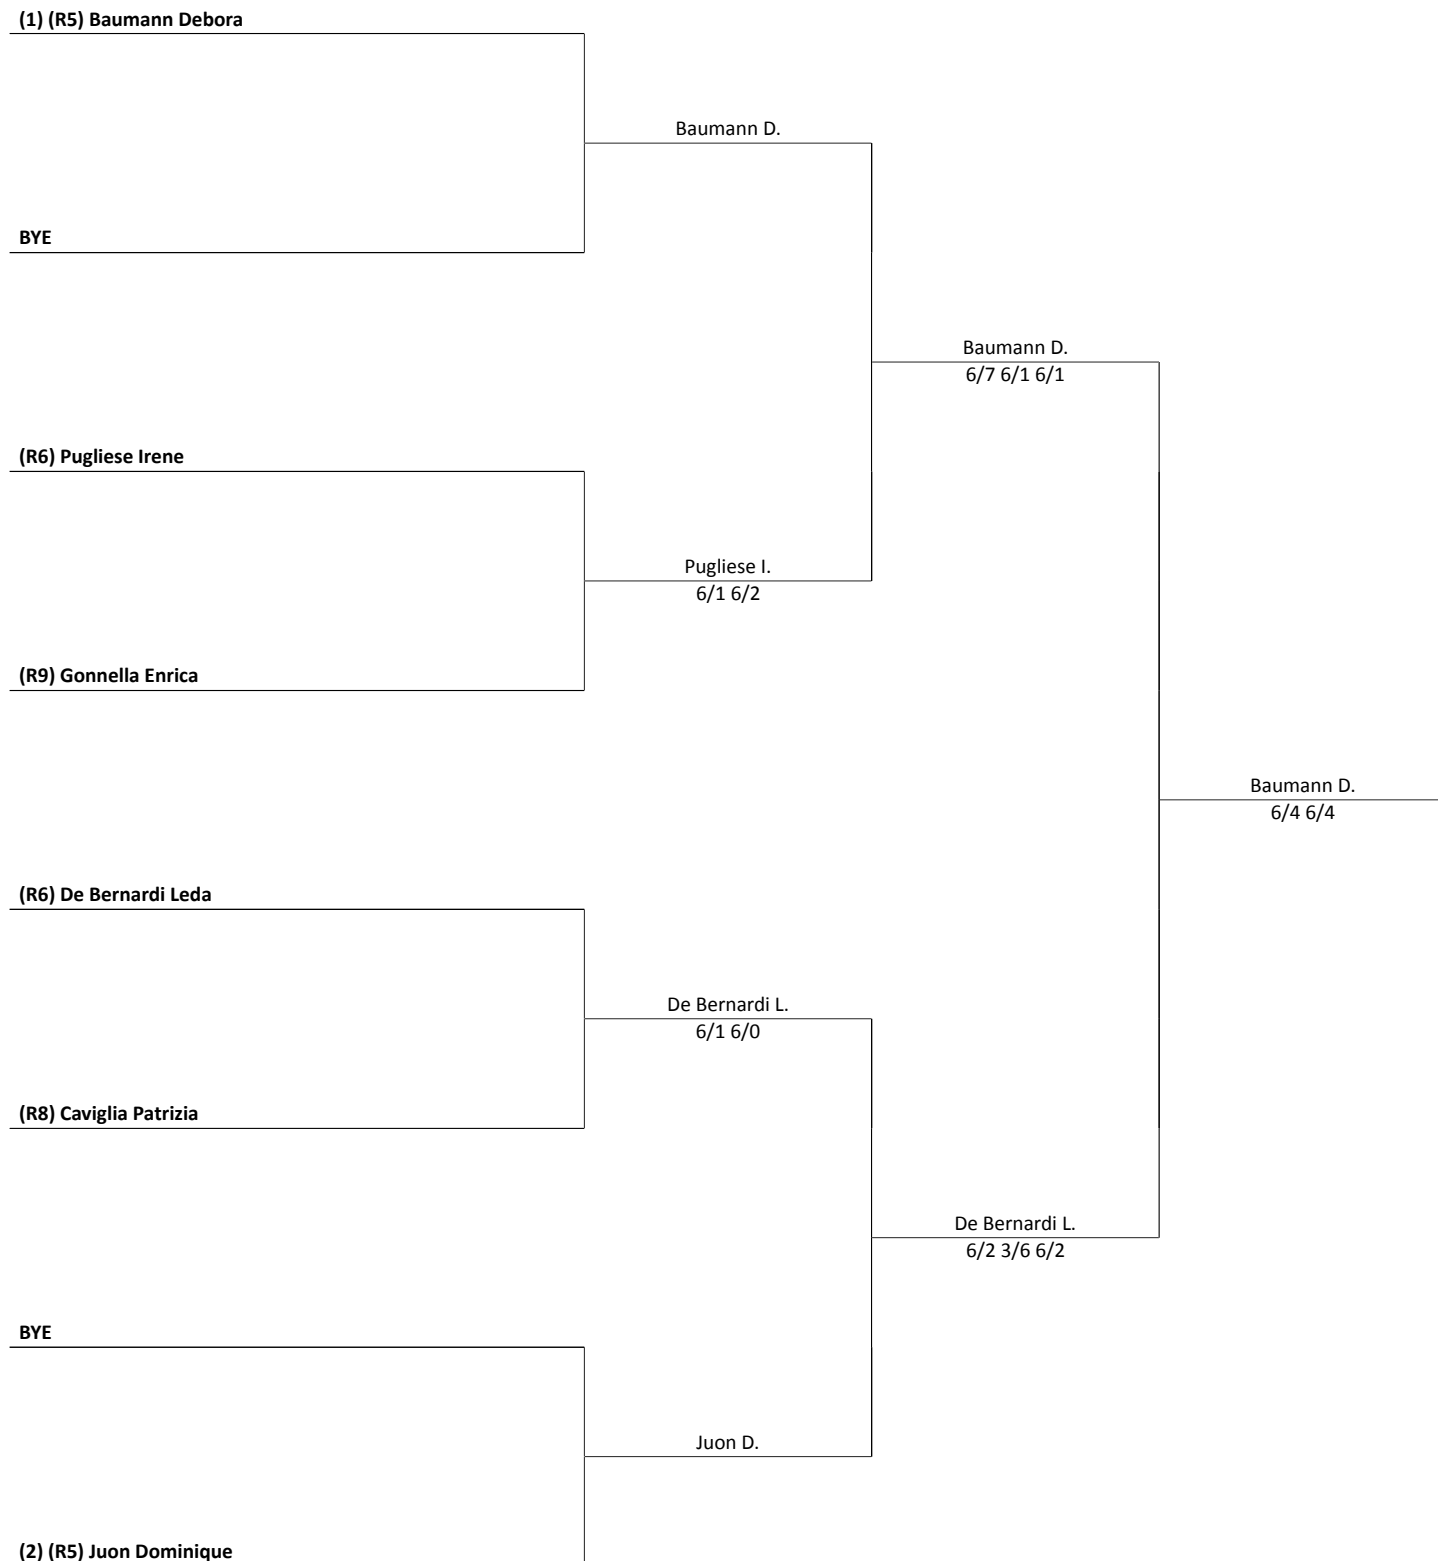 (1) (R5) Baumann Debora
Baumann D.
BYE
Baumann D.
6/7 6/1 6/1
(R6) Pugliese Irene
Pugliese I.
6/1 6/2
(R9) Gonnella Enrica
Baumann D.
6/4 6/4
(R6) De Bernardi Leda
De Bernardi L.
6/1 6/0
(R8) Caviglia Patrizia
De Bernardi L.
6/2 3/6 6/2
BYE
Juon D.
(2) (R5) Juon Dominique